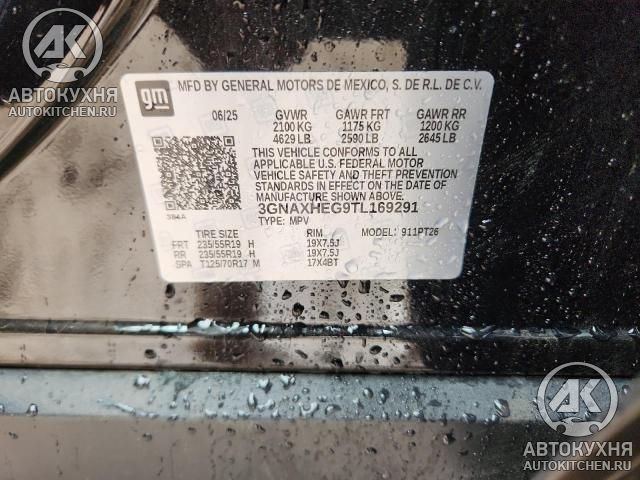 AK
АВТОКУХНЯ
AUTOKITCHEN.RU
gm
MFD BY GENERAL MOTORS DE MEXICO, S. DE R.L. DE C.V.
06/25 GVWR GAWR FRT GAWR RR
2100 KG 1175 KG 1200 KG
4629 LB 2590 LB 2645 LB
THIS VEHICLE CONFORMS TO ALL
APPLICABLE U.S. FEDERAL MOTOR
VEHICLE SAFETY AND THEFT PREVENTION
STANDARDS IN EFFECT ON THE DATE OF
MANUFACTURE SHOWN ABOVE.
3GNAXHEG9TL169291
TYPE: MPV
TIRE SIZE RIM MODEL: 911PT26
FRT 235/55R19 H 19X7.5J
RR 235/55R19 H 19X7.5J
SPA T125/70R17 M 17X4BT
AK
АВТОКУХНЯ
AUTOKITCHEN.RU